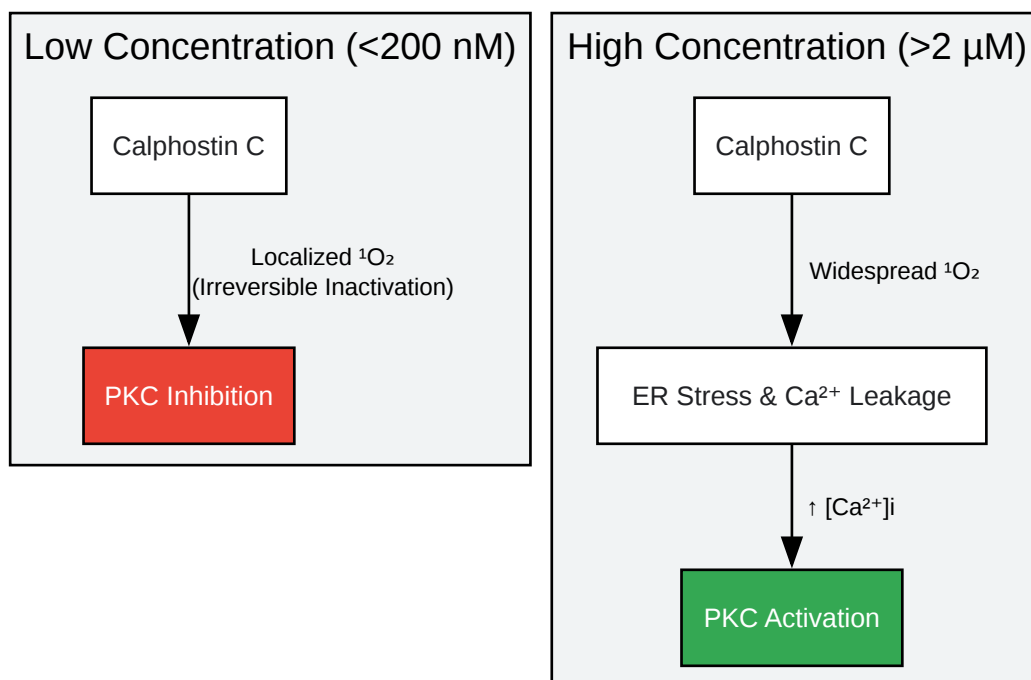 Low Concentration (<200 nM)
Calphostin C
Localized ¹O₂
(Irreversible Inactivation)
PKC Inhibition
High Concentration (>2 µM)
Calphostin C
Widespread ¹O₂
ER Stress & Ca²⁺ Leakage
↑ [Ca²⁺]i
PKC Activation